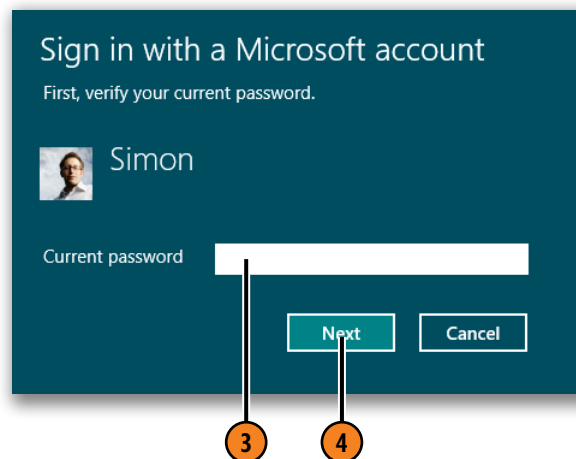 Sign in with a Microsoft account
First, verify your current password.
Simon
Current password
Next Cancel
3 4